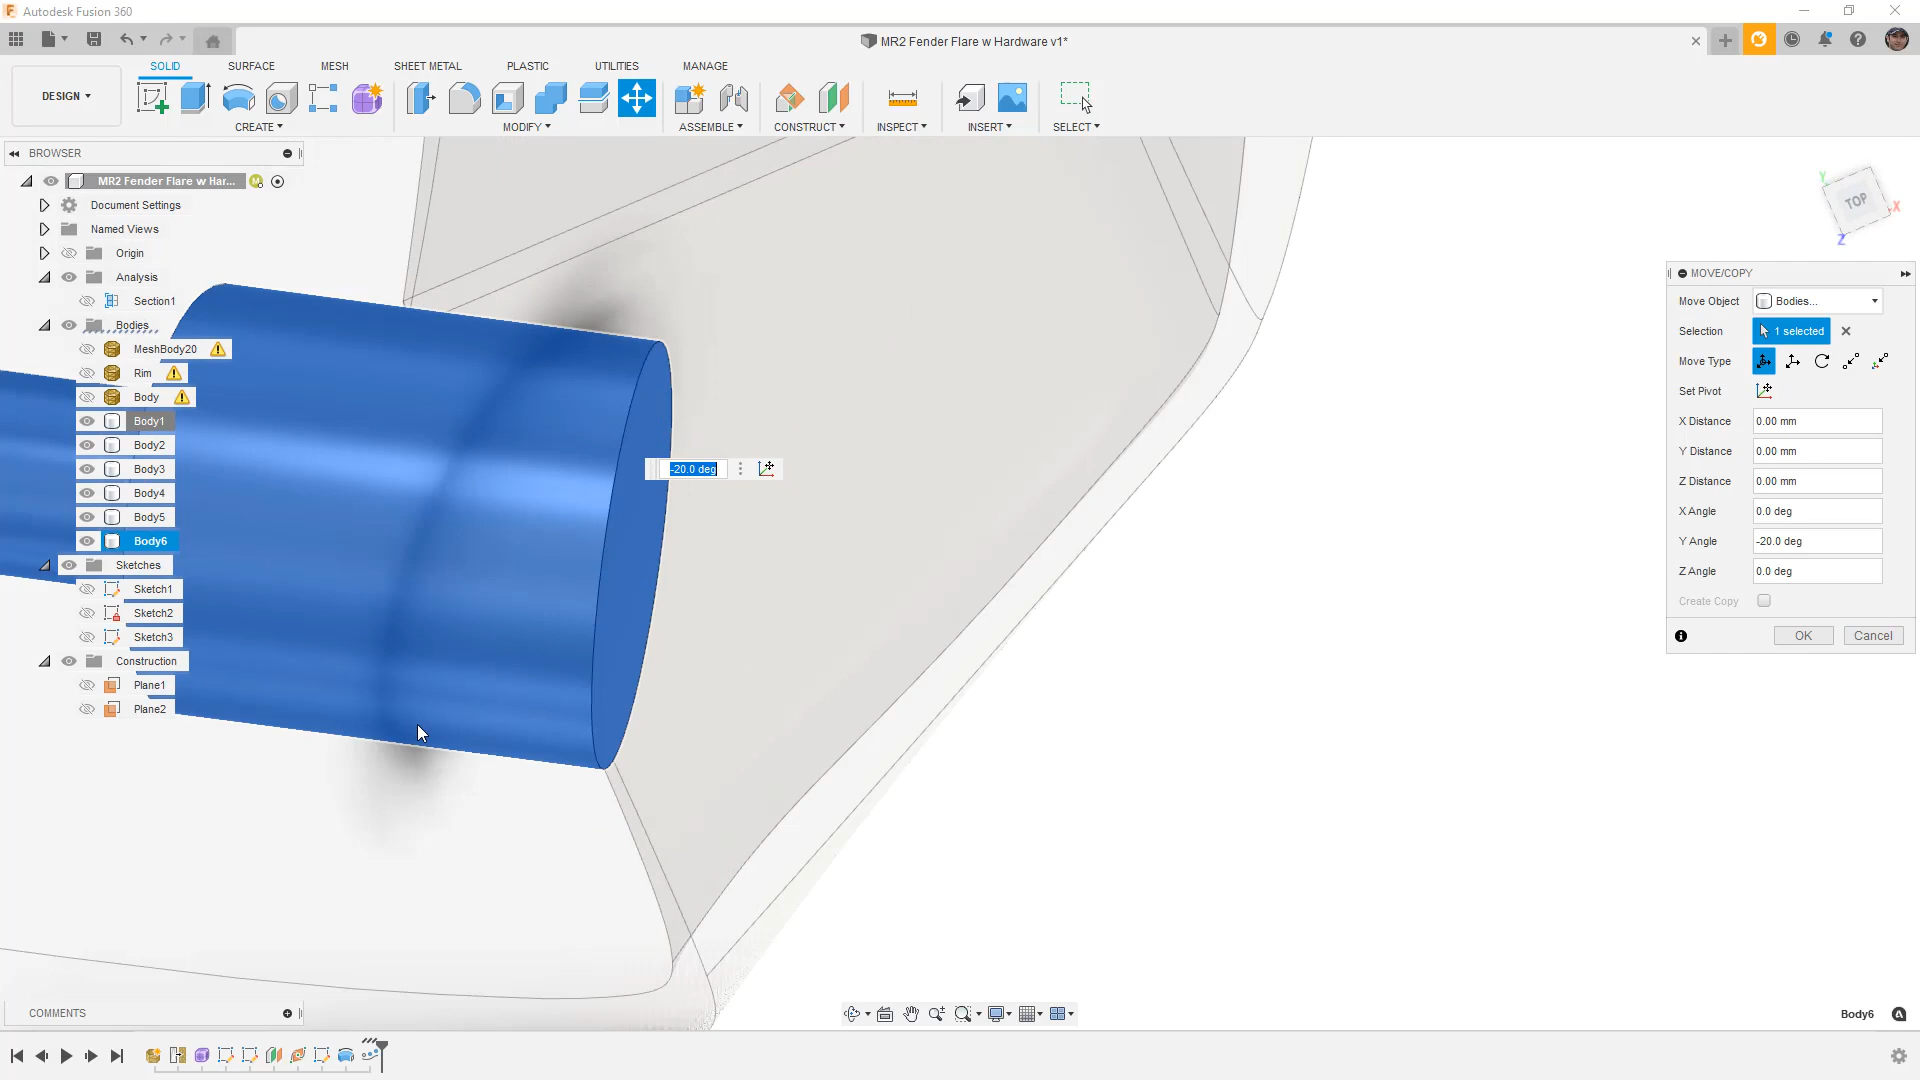 Autodesk Fusion 360
MR2 Fender Flare w Hardware v1*
SOLID SURFACE MESH SHEET METAL PLASTIC UTILITIES MANAGE
DESIGN
CREATE MODIFY ASSEMBLE CONSTRUCT INSPECT INSERT SELECT
BROWSER
MR2 Fender Flare w Har...
Document Settings
Named Views
Origin
Analysis
Section1
Bodies
MeshBody20
Rim
Body
Body1
Body2
Body3
Body4
Body5
Body6
Sketches
Sketch1
Sketch2
Sketch3
Construction
Plane1
Plane2
-20.0 deg
TOP
Y
X
Z
MOVE/COPY
Move Object Bodies...
Selection 1 selected
Move Type
Set Pivot
X Distance 0.00 mm
Y Distance 0.00 mm
Z Distance 0.00 mm
X Angle 0.0 deg
Y Angle -20.0 deg
Z Angle 0.0 deg
Create Copy
OK Cancel
COMMENTS
Body6